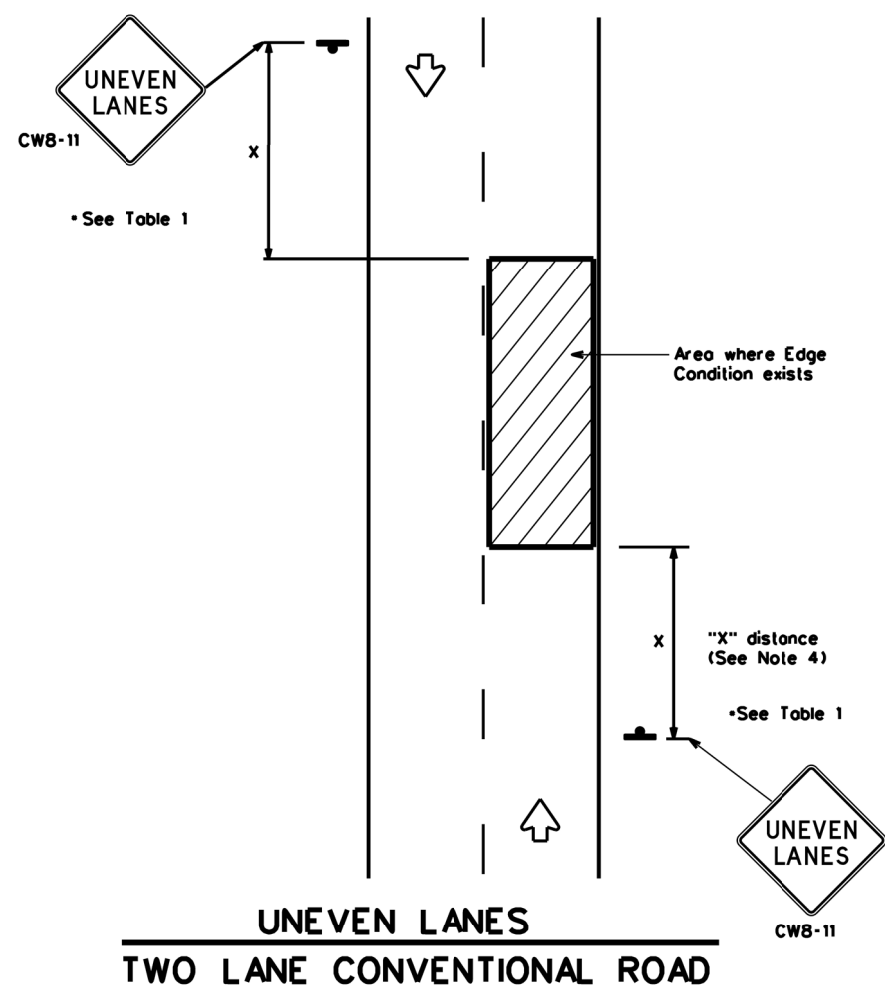 UNEVEN
LANES
CW8-11
X
• See Table 1
Area where Edge
Condition exists
X
"X" distance
(See Note 4)
•See Table 1
UNEVEN
LANES
CW8-11
UNEVEN LANES
TWO LANE CONVENTIONAL ROAD